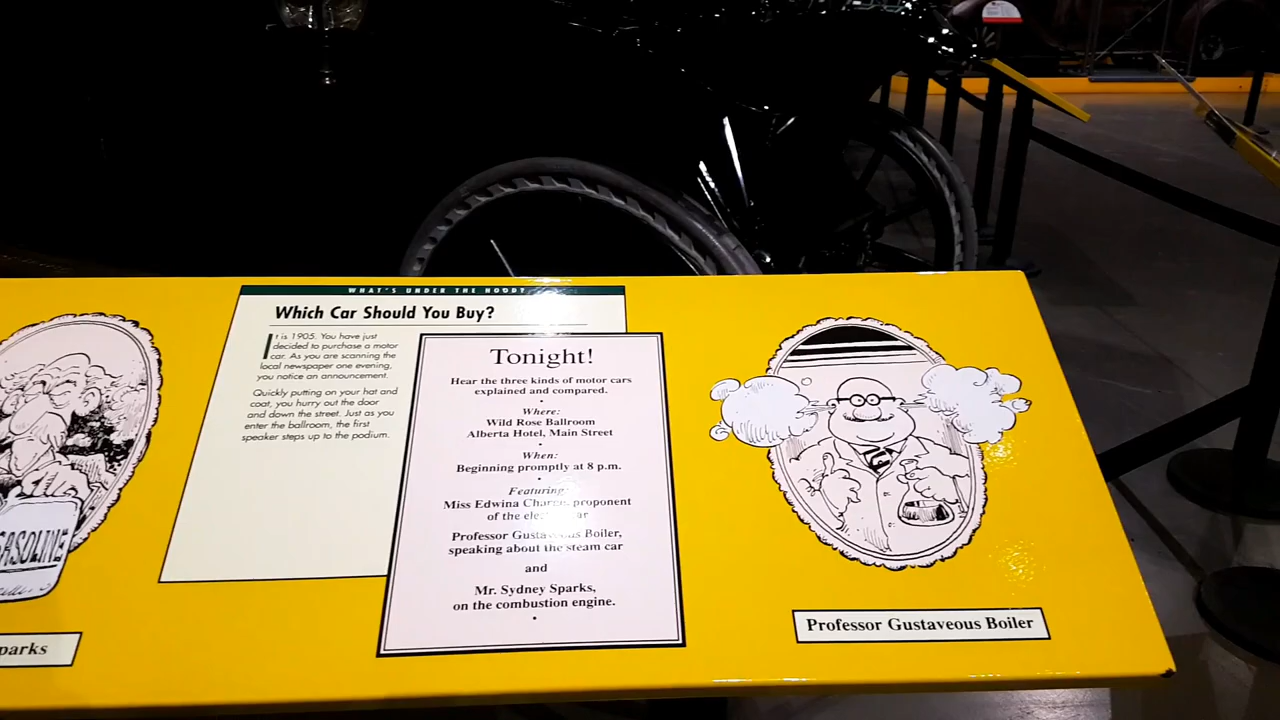 WHAT'S UNDER THE HOOD?
Which Car Should You Buy?
It is 1905. You have just
decided to purchase a motor
car. As you are scanning the
local newspaper one evening,
you notice an announcement.
Quickly putting on your hat and
coat, you hurry out the door
and down the street. Just as you
enter the ballroom, the first
speaker steps up to the podium.
Tonight!
Hear the three kinds of motor cars
explained and compared.
Where:
Wild Rose Ballroom
Alberta Hotel, Main Street
When:
Beginning promptly at 8 p.m.
Featuring:
Miss Edwina proponent
of the
Professor Gustaveous Boiler,
speaking about the steam car
and
Mr. Sydney Sparks,
on the combustion engine.
GASOLINE
parks
Professor Gustaveous Boiler